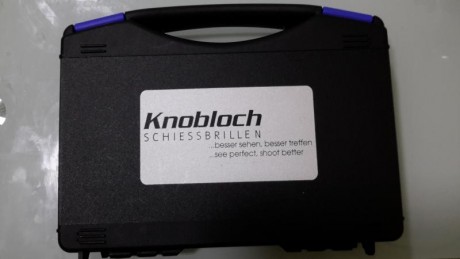 Knobloch
SCHIESSBRILLEN
...besser sehen, besser treffen
...see perfect, shoot better